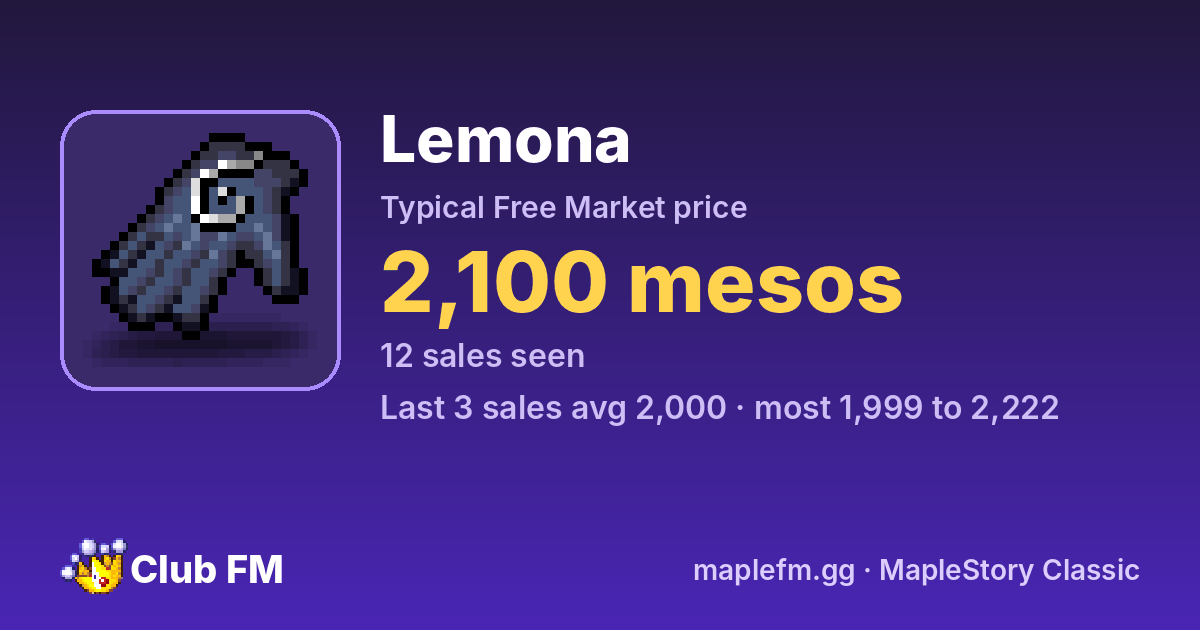 Lemona
Typical Free Market price
2,100 mesos
12 sales seen
Last 3 sales avg 2,000 · most 1,999 to 2,222
Club FM
maplefm.gg · MapleStory Classic